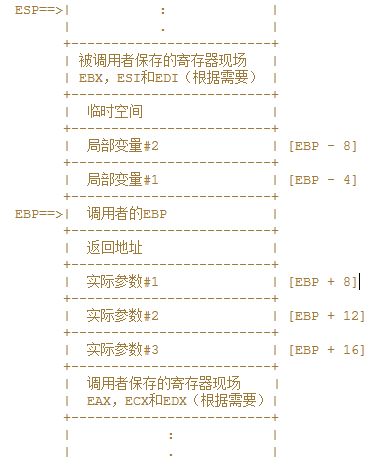 ESP==>| : |
| . |
+------------------------+
| 被调用者保存的寄存器现场
| EBX，ESI和EDI（根据需要） |
+------------------------+
| 临时空间 |
+------------------------+
| 局部变量#2 | [EBP - 8]
+------------------------+
| 局部变量#1 | [EBP - 4]
+------------------------+
EBP==>| 调用者的EBP |
+------------------------+
| 返回地址 |
+------------------------+
| 实际参数#1 | [EBP + 8]
+------------------------+
| 实际参数#2 | [EBP + 12]
+------------------------+
| 实际参数#3 | [EBP + 16]
+------------------------+
| 调用者保存的寄存器现场
| EAX，ECX和EDX（根据需要）|
+------------------------+
| : |
| . |